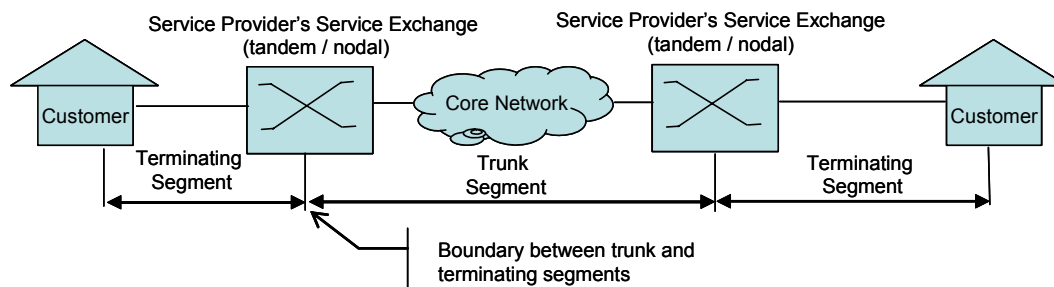 Service Provider's Service Exchange
(tandem / nodal)
Service Provider's Service Exchange
(tandem / nodal)
Customer
Core Network
Customer
Terminating
Segment
Trunk
Segment
Terminating
Segment
Boundary between trunk and
terminating segments